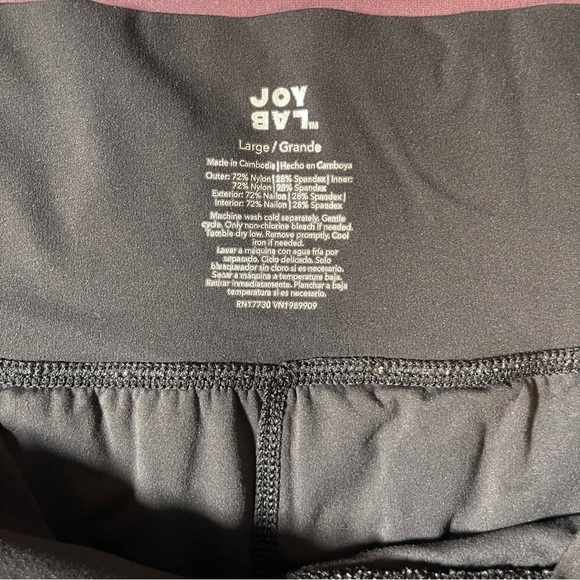 JOY
LAB
TM
Large / Grande
Made in Cambodia | Hecho en Camboya
Outer: 72% Nylon | 28% Spandex | Inner:
72% Nylon | 28% Spandex
Exterior: 72% Nailon | 28% Spandex |
Interior: 72% Nailon | 28% Spandex
Machine wash cold separately. Gentle
cycle. Only non-chlorine bleach if needed.
Tumble dry low. Remove promptly. Cool
iron if needed.
Lavar a máquina con agua fría por
separado. Ciclo delicado. Solo
blanqueador sin cloro si es necesario.
Secar a máquina a temperatura baja.
Retirar inmediatamente. Planchar a baja
temperatura si es necesario.
RN17730 VN1989909